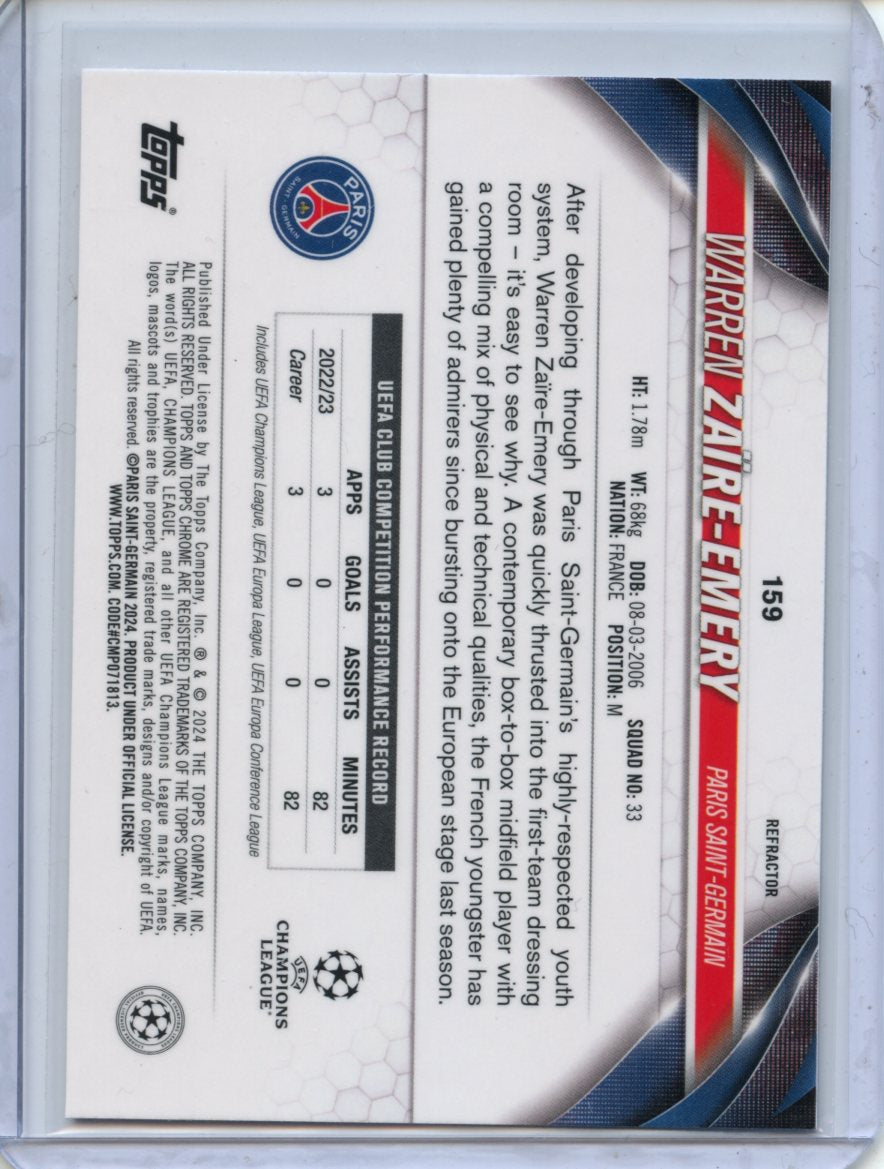 159
REFRACTOR
WARREN ZAÏRE-EMERY PARIS SAINT-GERMAIN
HT: 1.78m WT: 68kg DOB: 08-03-2006 SQUAD NO: 33
NATION: FRANCE POSITION: M
After developing through Paris Saint-Germain's highly-respected youth
system, Warren Zaïre-Emery was quickly thrusted into the first-team dressing
room – it's easy to see why. A contemporary box-to-box midfield player with
a compelling mix of physical and technical qualities, the French youngster has
gained plenty of admirers since bursting onto the European stage last season.
PARIS
SAINT-GERMAIN
UEFA CLUB COMPETITION PERFORMANCE RECORD
APPS GOALS ASSISTS MINUTES
2022/23 3 0 0 82
Career 3 0 0 82
Includes UEFA Champions League, UEFA Europa League, UEFA Europa Conference League
UEFA
CHAMPIONS
LEAGUE®
topps®
Published Under License by The Topps Company, Inc. ® & © 2024 THE TOPPS COMPANY, INC.
ALL RIGHTS RESERVED. TOPPS AND TOPPS CHROME ARE REGISTERED TRADEMARKS OF THE TOPPS COMPANY, INC.
The word(s) UEFA, CHAMPIONS LEAGUE, and all other UEFA Champions League marks, names,
logos, mascots and trophies are the property, registered trade marks, designs and/or copyright of UEFA.
All rights reserved. ©PARIS SAINT-GERMAIN 2024. PRODUCT UNDER OFFICIAL LICENSE.
WWW.TOPPS.COM. CODE#CMP071813.